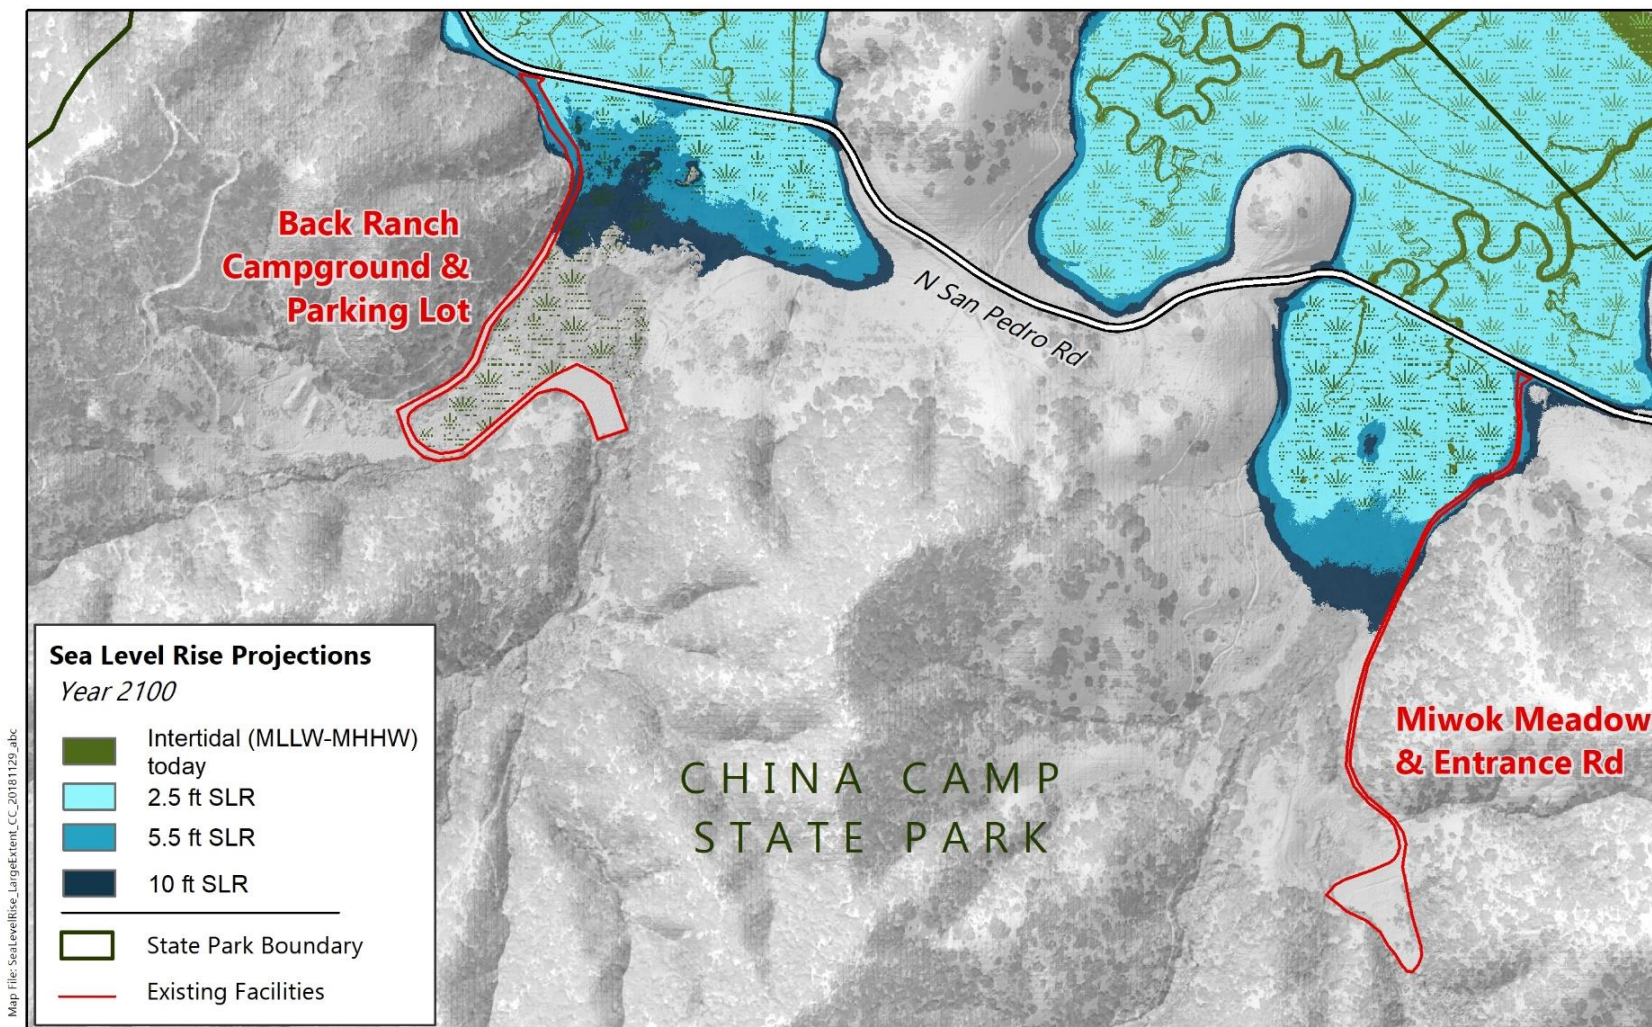 Back Ranch
Campground &
Parking Lot
N San Pedro Rd
Miwok Meadow
& Entrance Rd
CHINA CAMP
STATE PARK
Sea Level Rise Projections
Year 2100
Intertidal (MLLW-MHHW)
today
2.5 ft SLR
5.5 ft SLR
10 ft SLR
State Park Boundary
Existing Facilities
Map File: SeaLevelRise_LargeExtent_CC_20181129_abc